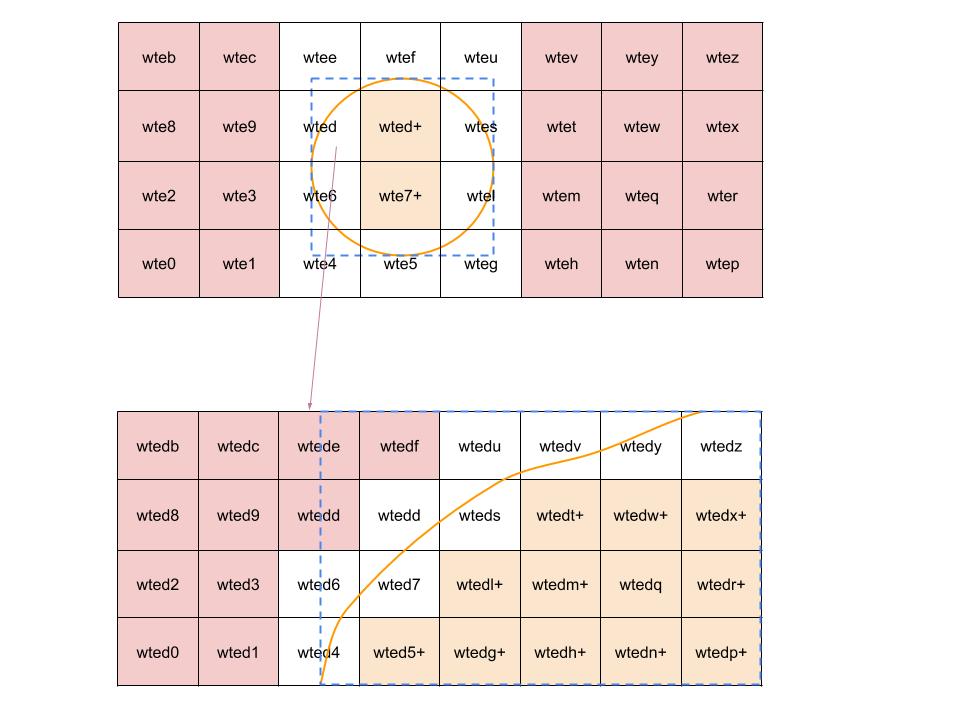 wteb wtec wtee wtef wteu wtev wtey wtez
wte8 wte9 wted wted+ wtes wtet wtew wtex
wte2 wte3 wte6 wte7+ wtel wtem wteq wter
wte0 wte1 wte4 wte5 wteg wteh wten wtep
wtedb wtedc wtede wtedf wtedu wtedv wtedy wtedz
wted8 wted9 wtedd wtedd wteds wtedt+ wtedw+ wtedx+
wted2 wted3 wted6 wted7 wtedl+ wtedm+ wtedq wtedr+
wted0 wted1 wted4 wted5+ wtedg+ wtedh+ wtedn+ wtedp+